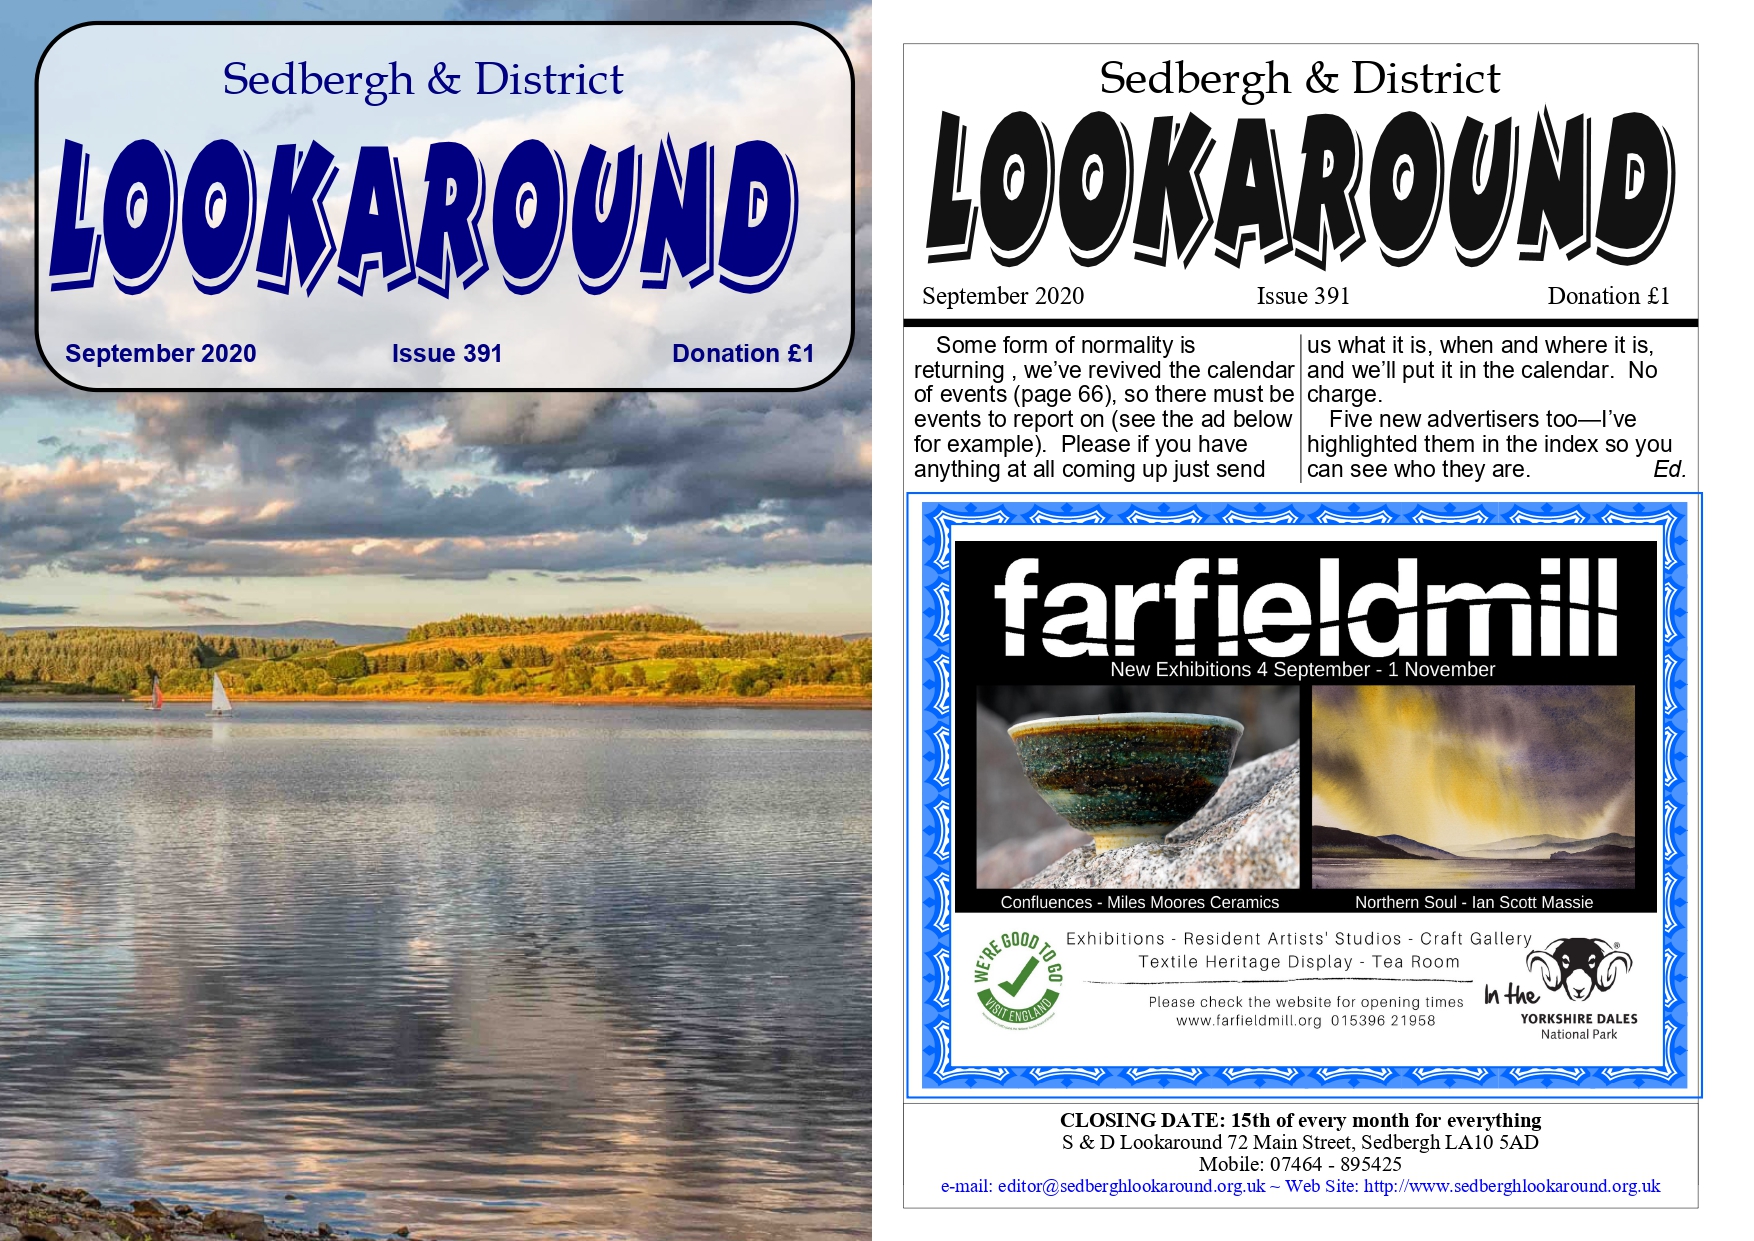 Sedbergh & District
LOOKAROUND
September 2020 Issue 391 Donation £1
Sedbergh & District
LOOKAROUND
September 2020 Issue 391 Donation £1
Some form of normality is
returning , we've revived the calendar
of events (page 66), so there must be
events to report on (see the ad below
for example).  Please if you have
anything at all coming up just send
us what it is, when and where it is,
and we'll put it in the calendar.  No
charge.
Five new advertisers too—I've
highlighted them in the index so you
can see who they are. Ed.
farfieldmill
New Exhibitions 4 September - 1 November
Confluences - Miles Moores Ceramics
Northern Soul - Ian Scott Massie
WE'RE GOOD TO GO
VISIT ENGLAND
Exhibitions - Resident Artists' Studios - Craft Gallery
Textile Heritage Display - Tea Room
Please check the website for opening times
www.farfieldmill.org 015396 21958
In the
YORKSHIRE DALES
National Park
CLOSING DATE: 15th of every month for everything
S & D Lookaround 72 Main Street, Sedbergh LA10 5AD
Mobile: 07464 - 895425
e-mail: editor@sedberghlookaround.org.uk ~ Web Site: http://www.sedberghlookaround.org.uk